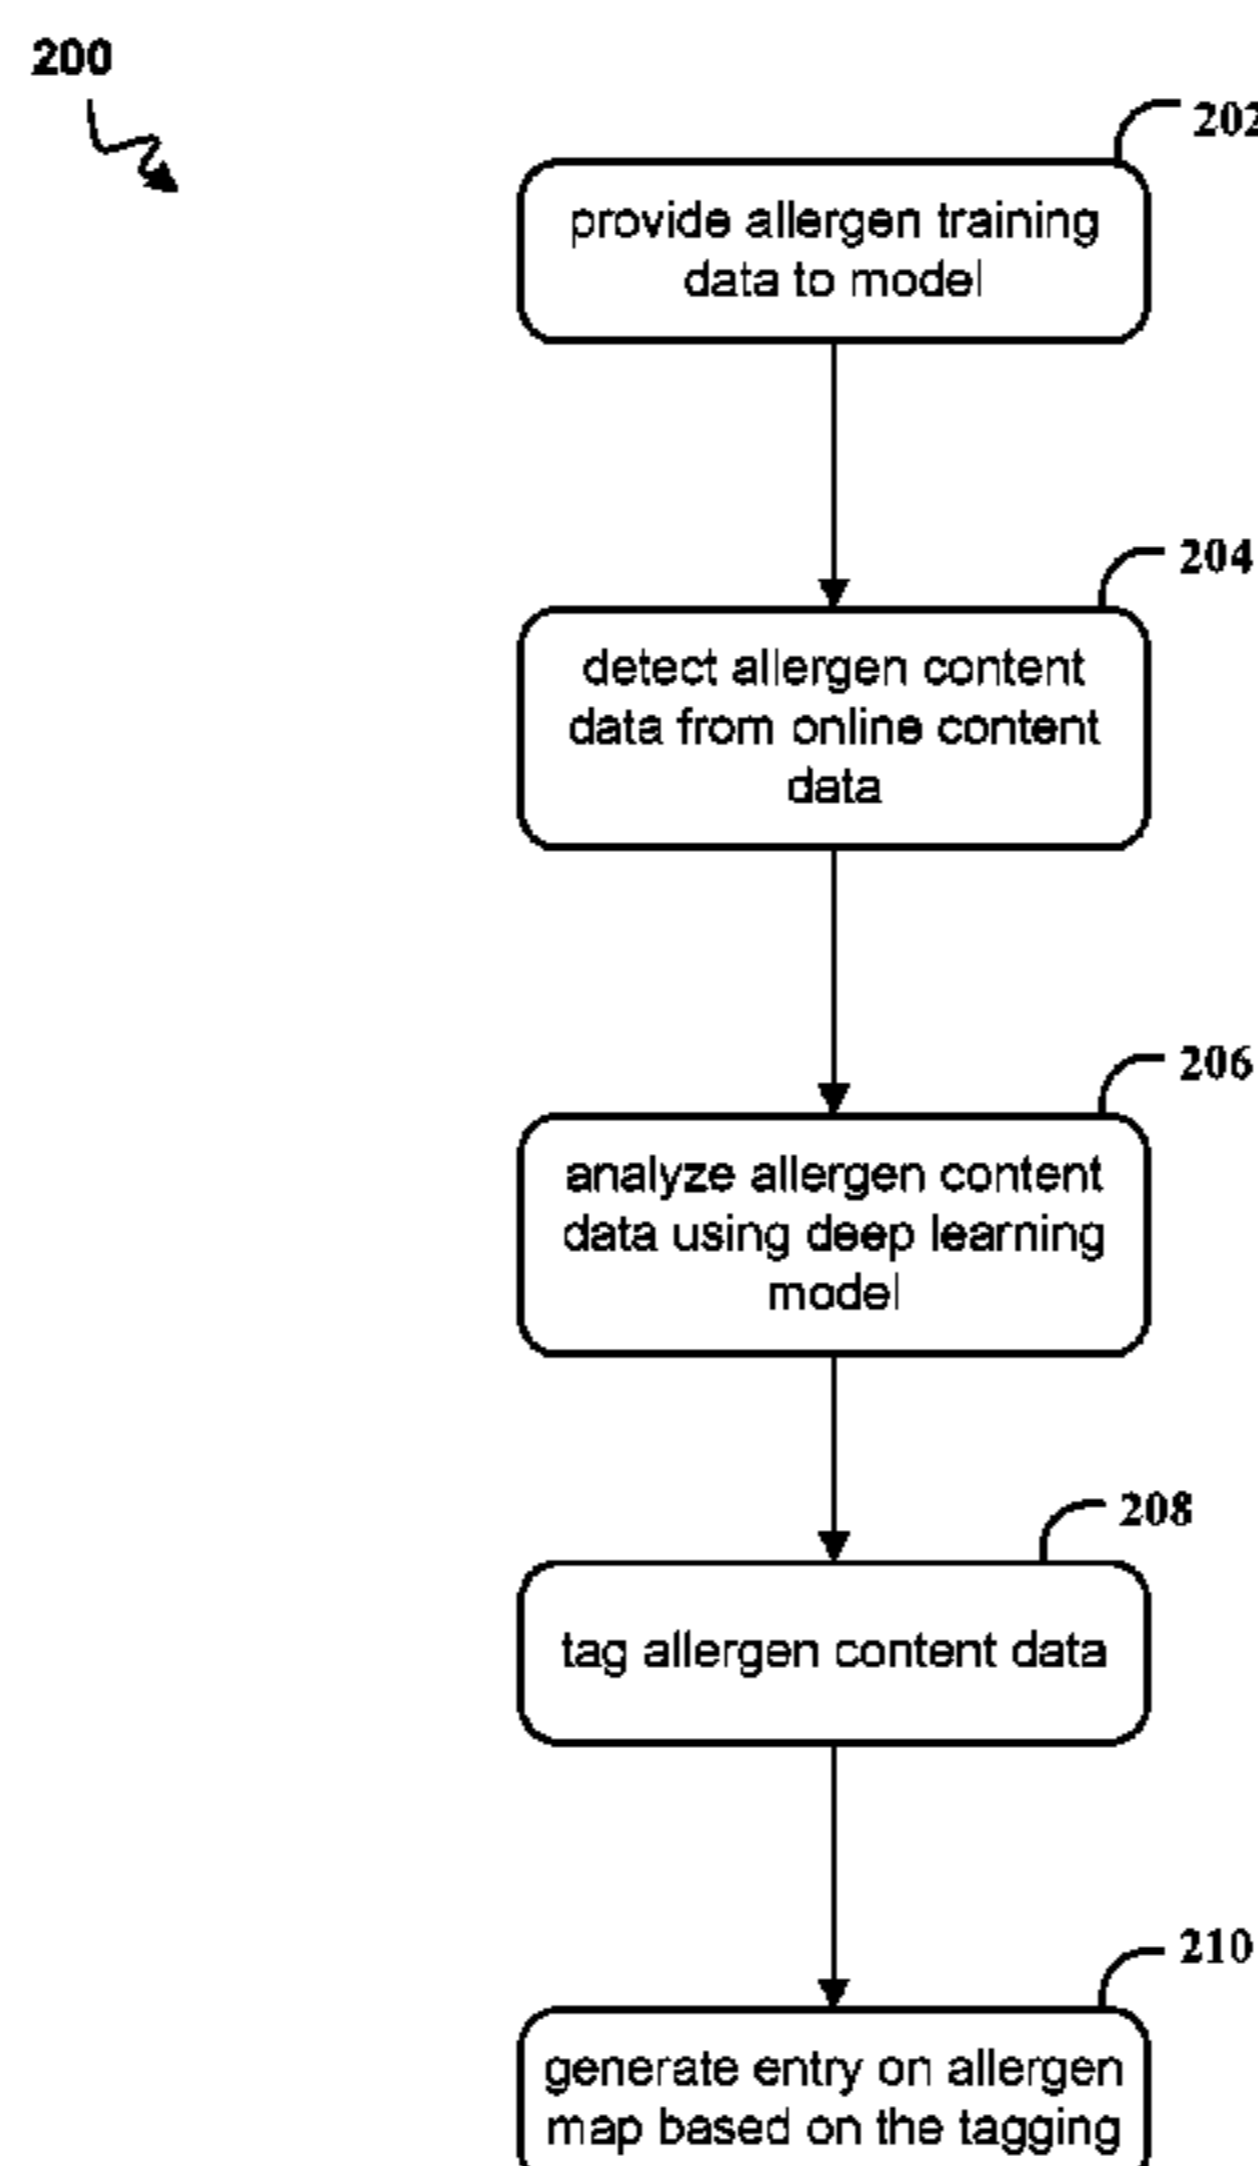 200
202
provide allergen training
data to model
204
detect allergen content
data from online content
data
206
analyze allergen content
data using deep learning
model
208
tag allergen content data
210
generate entry on allergen
map based on the tagging